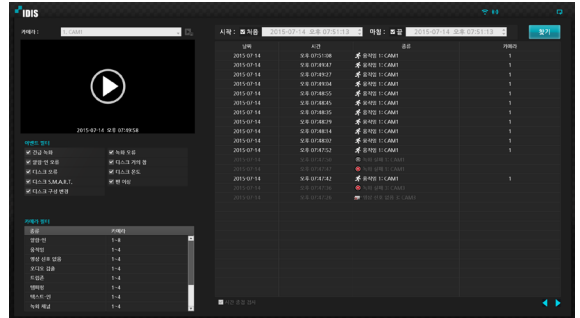 IDIS
카메라 : 1. CAM1
시작 : 처음 2015-07-14 오후 07:51:13 마침 : 끝 2015-07-14 오후 07:51:13 찾기
2015-07-14 오후 07:49:58
이벤트 필터
긴급 녹화 녹화 오류
알람-인 오류 디스크 거의 참
디스크 오류 디스크 온도
디스크 S.M.A.R.T. 팬 이상
디스크 구성 변경
카메라 필터
종류 카메라
알람-인 1-4
움직임 1-4
영상 신호 없음 1-4
오디오 검출 1-4
트립존 1-4
탬퍼링 1-4
텍스트-인 1-4
녹화 채널 1-4
날짜 시간 종류 카메라
2015-07-14 오후 07:51:08 움직임 1: CAM1 1
2015-07-14 오후 07:49:47 움직임 1: CAM1 1
2015-07-14 오후 07:49:27 움직임 1: CAM1 1
2015-07-14 오후 07:49:04 움직임 1: CAM1 1
2015-07-14 오후 07:48:55 움직임 1: CAM1 1
2015-07-14 오후 07:48:45 움직임 1: CAM1 1
2015-07-14 오후 07:48:35 움직임 1: CAM1 1
2015-07-14 오후 07:48:29 움직임 1: CAM1 1
2015-07-14 오후 07:48:14 움직임 1: CAM1 1
2015-07-14 오후 07:48:02 움직임 1: CAM1 1
2015-07-14 오후 07:47:52 움직임 1: CAM1 1
2015-07-14 오후
2015-07-14 오후
2015-07-14 오후 07:47:42 움직임 1: CAM1 1
2015-07-14 오후
2015-07-14 오후